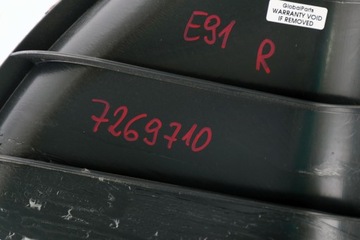 GlobalParts
WARRANTY VOID
IF REMOVED
E91 R
7269710